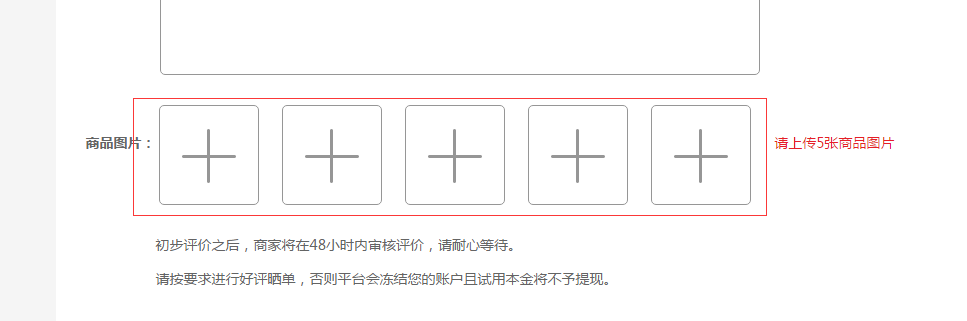 商品图片： 请上传5张商品图片
初步评价之后，商家将在48小时内审核评价，请耐心等待。
请按要求进行好评晒单，否则平台会冻结您的账户且试用本金将不予提现。